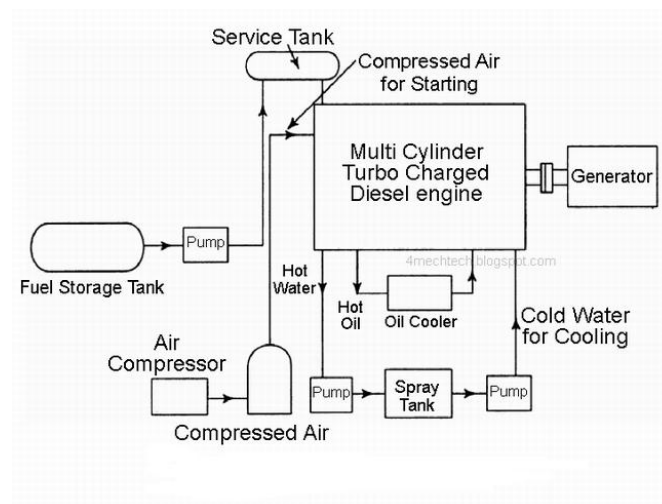 Service Tank
Compressed Air
for Starting
Multi Cylinder
Turbo Charged
Diesel engine
Generator
Pump
Fuel Storage Tank
4mechtech.blogspot.com
Hot
Water
Hot
Oil
Oil Cooler
Cold Water
for Cooling
Air
Compressor
Compressed Air
Pump
Spray
Tank
Pump